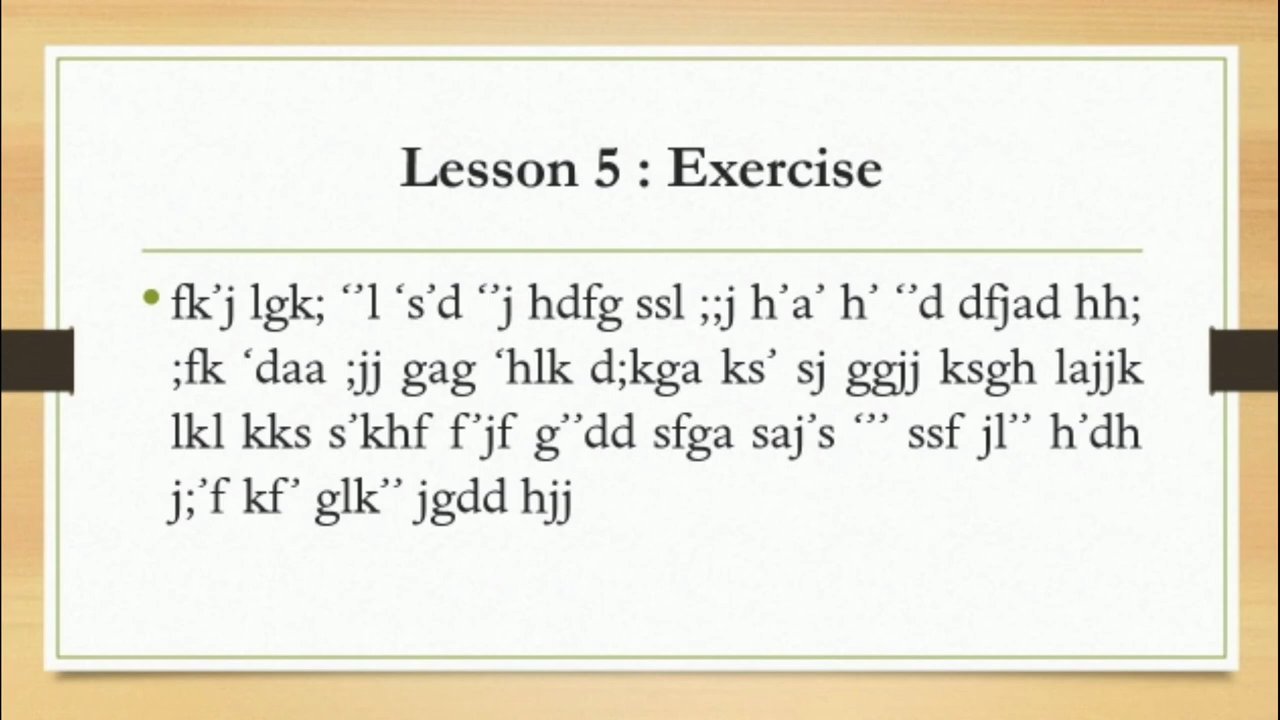 Lesson 5 : Exercise
• fk’j lgk; ‘’l ‘s’d ‘’j hdfg ssl ;;j h’a’ h’ ‘’d dfjad hh;
;fk ‘daa ;jj gag ‘hlk d;kga ks’ sj ggjj ksgh lajjk
lkl kks s’khf f’jf g’’dd sfga saj’s ‘’’ ssf jl’’ h’dh
j;’f kf’ glk’’ jgdd hjj